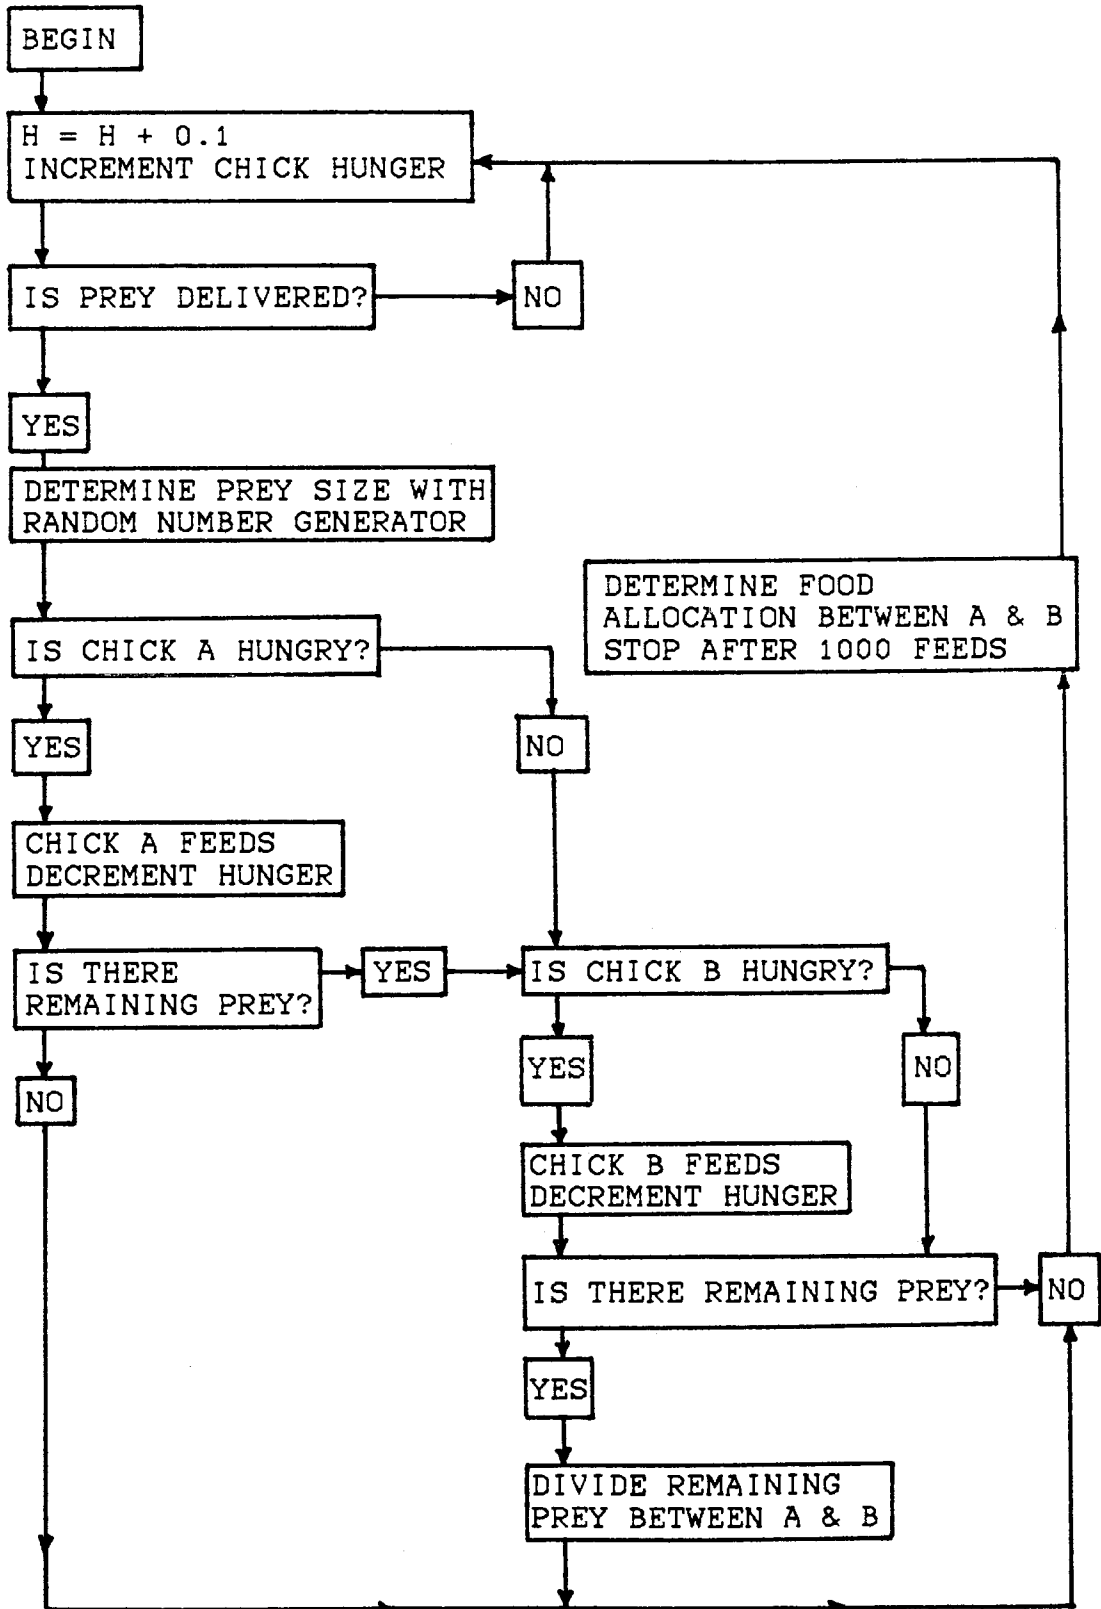 BEGIN
H = H + 0.1
INCREMENT CHICK HUNGER
IS PREY DELIVERED?
NO
YES
DETERMINE PREY SIZE WITH
RANDOM NUMBER GENERATOR
DETERMINE FOOD
ALLOCATION BETWEEN A & B
STOP AFTER 1000 FEEDS
IS CHICK A HUNGRY?
YES
NO
CHICK A FEEDS
DECREMENT HUNGER
IS THERE
REMAINING PREY?
YES
IS CHICK B HUNGRY?
NO
YES
NO
CHICK B FEEDS
DECREMENT HUNGER
IS THERE REMAINING PREY?
NO
YES
DIVIDE REMAINING
PREY BETWEEN A & B